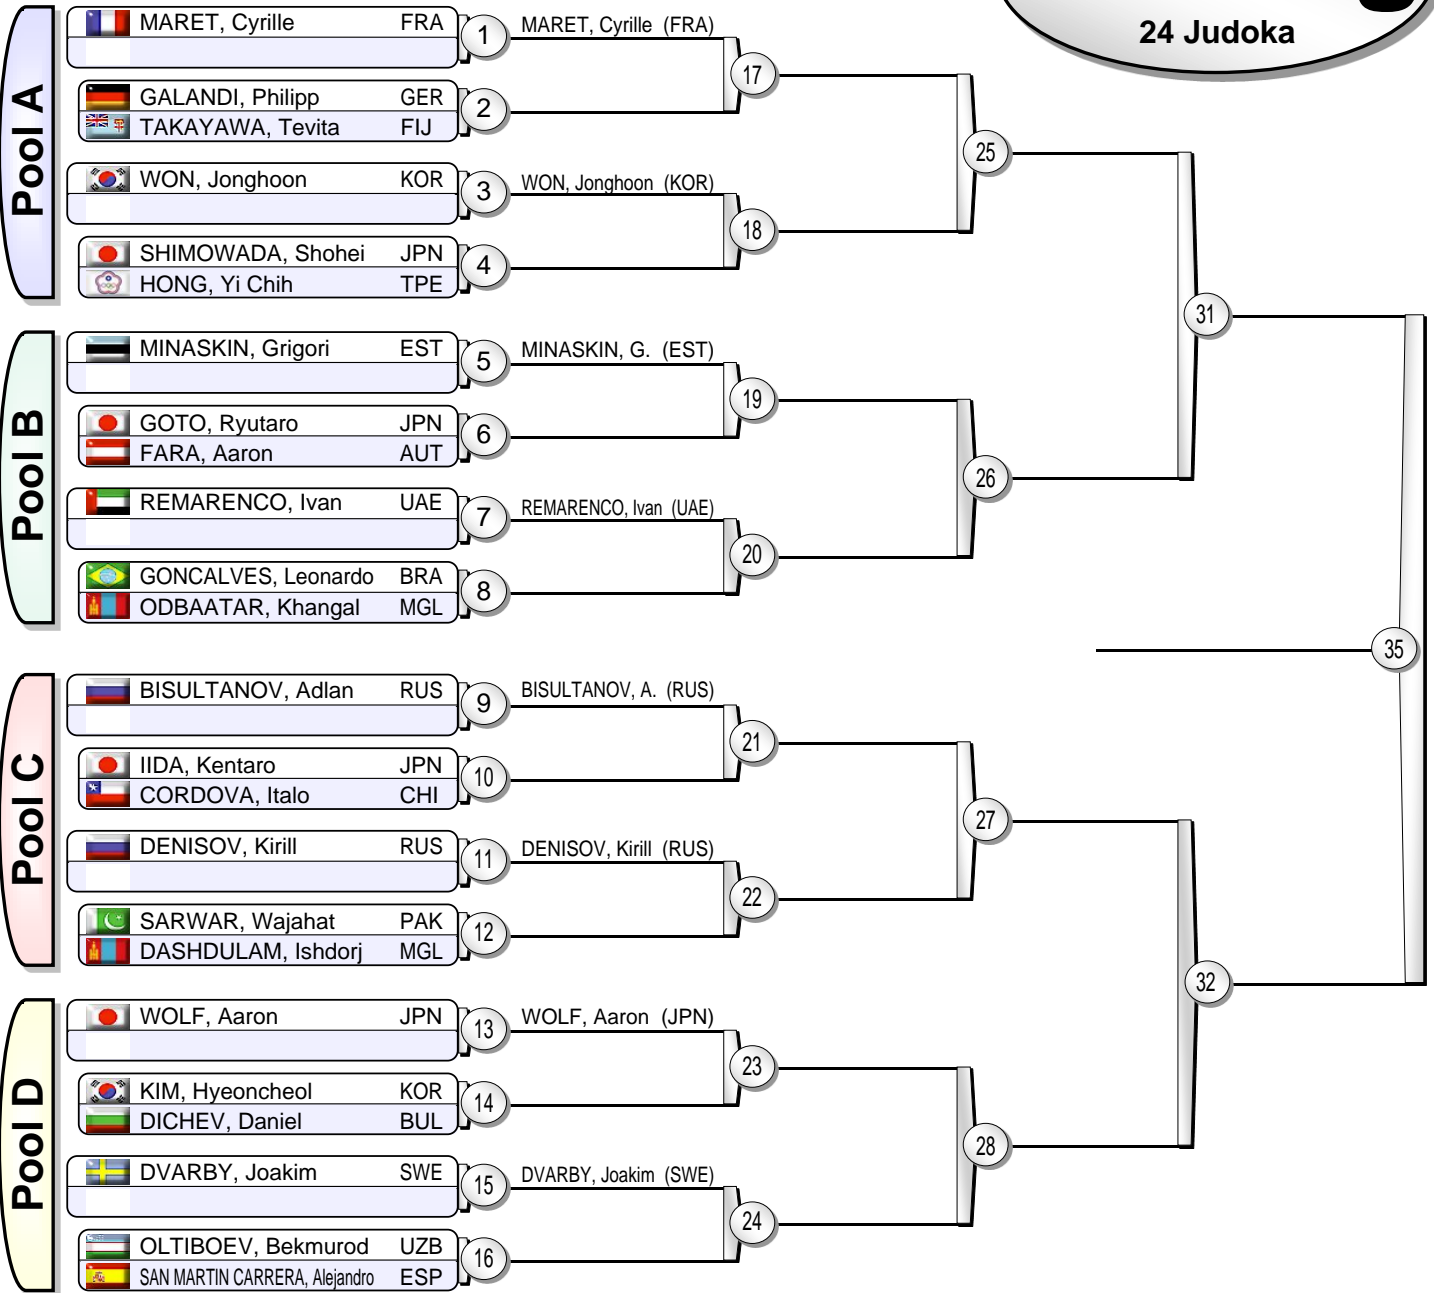 24 Judoka
Pool A
MARET, Cyrille FRA
1
MARET, Cyrille (FRA)
17
GALANDI, Philipp GER
2
TAKAYAWA, Tevita FIJ
25
WON, Jonghoon KOR
3
WON, Jonghoon (KOR)
18
SHIMOWADA, Shohei JPN
4
HONG, Yi Chih TPE
31
Pool B
MINASKIN, Grigori EST
5
MINASKIN, G. (EST)
19
GOTO, Ryutaro JPN
6
FARA, Aaron AUT
26
REMARENCO, Ivan UAE
7
REMARENCO, Ivan (UAE)
20
GONCALVES, Leonardo BRA
8
ODBAATAR, Khangal MGL
35
Pool C
BISULTANOV, Adlan RUS
9
BISULTANOV, A. (RUS)
21
IIDA, Kentaro JPN
10
CORDOVA, Italo CHI
27
DENISOV, Kirill RUS
11
DENISOV, Kirill (RUS)
22
SARWAR, Wajahat PAK
12
DASHDULAM, Ishdorj MGL
32
Pool D
WOLF, Aaron JPN
13
WOLF, Aaron (JPN)
23
KIM, Hyeoncheol KOR
14
DICHEV, Daniel BUL
28
DVARBY, Joakim SWE
15
DVARBY, Joakim (SWE)
24
OLTIBOEV, Bekmurod UZB
16
SAN MARTIN CARRERA, Alejandro ESP